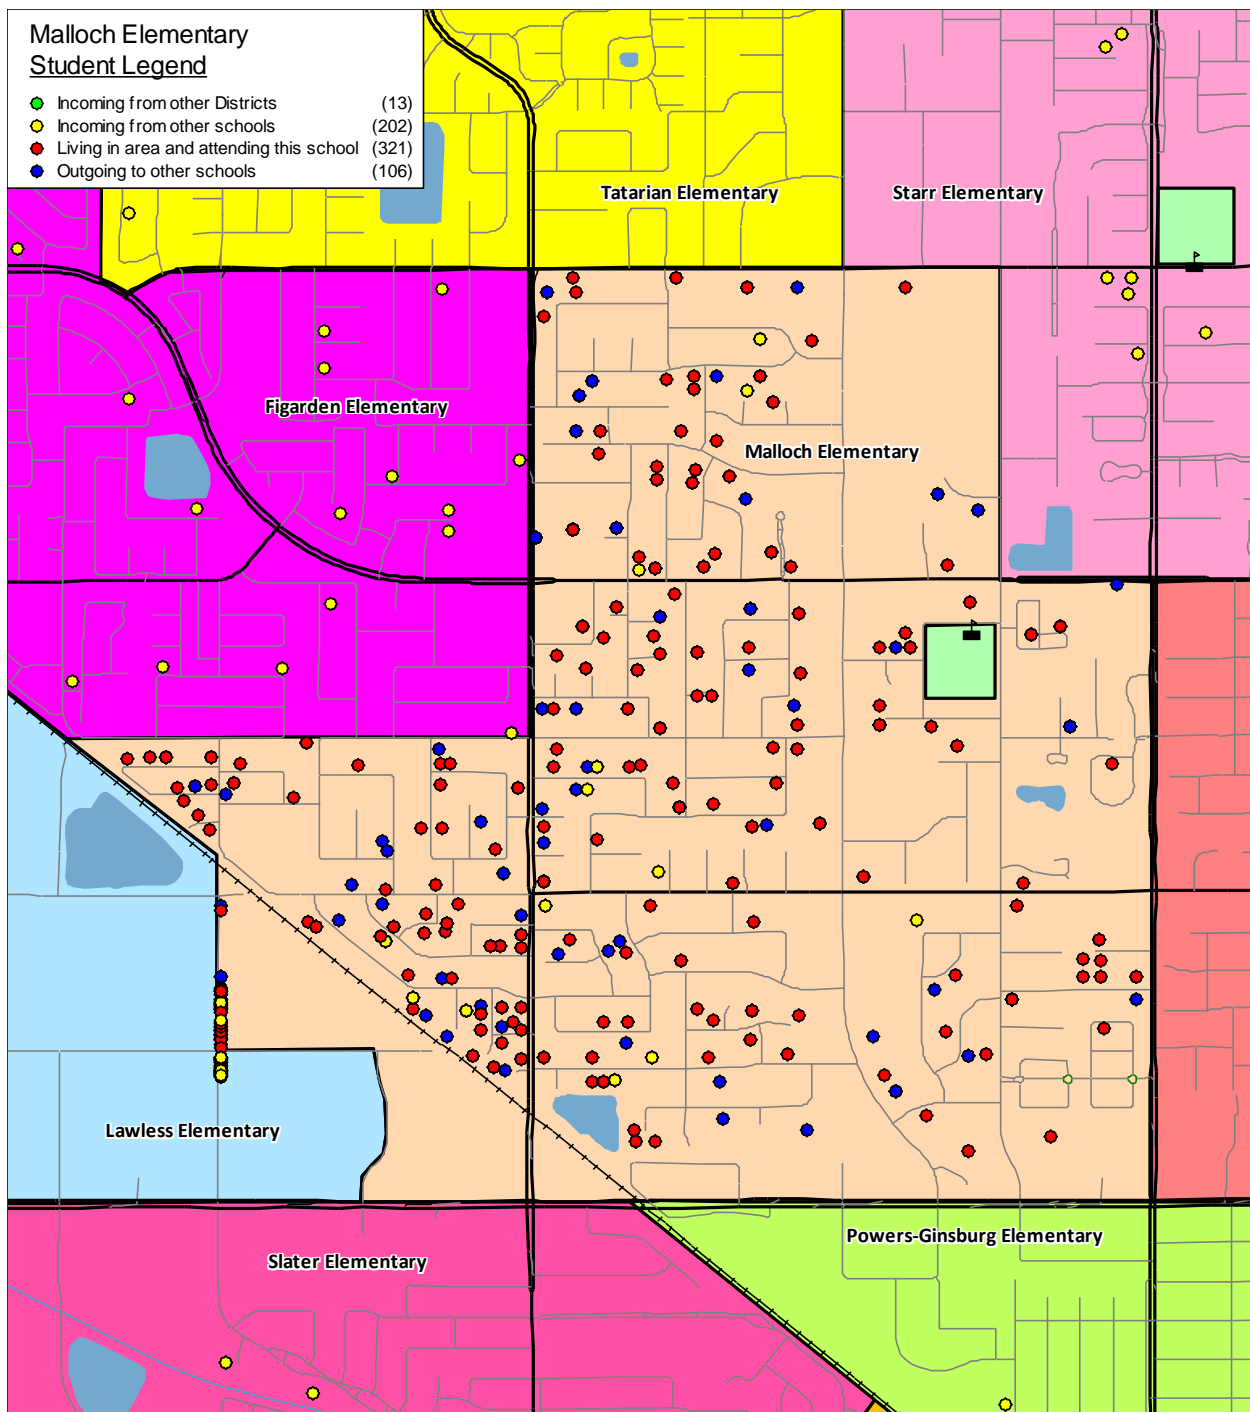 Malloch Elementary
Student Legend
Incoming from other Districts (13)
Incoming from other schools (202)
Living in area and attending this school (321)
Outgoing to other schools (106)
Tatarian Elementary
Starr Elementary
Figarden Elementary
Malloch Elementary
Lawless Elementary
Powers-Ginsburg Elementary
Slater Elementary